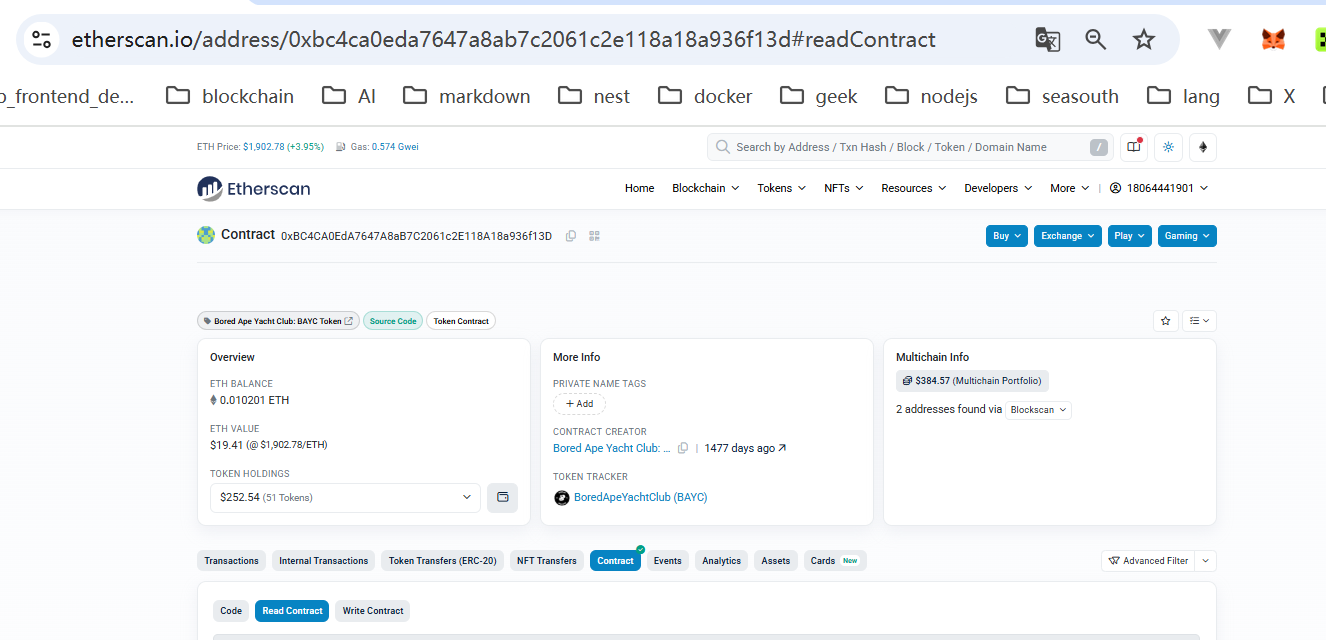 etherscan.io/address/0xbc4ca0eda7647a8ab7c2061c2e118a18a936f13d#readContract
_frontend_de... blockchain AI markdown nest docker geek nodejs seasouth lang X
ETH Price: $1,902.78 (+3.95%) Gas: 0.574 Gwei
Search by Address / Txn Hash / Block / Token / Domain Name /
Etherscan
Home Blockchain Tokens NFTs Resources Developers More | 18064441901
Contract 0xBC4CA0EdA7647A8aB7C2061c2E118A18a936f13D
Buy Exchange Play Gaming
Bored Ape Yacht Club: BAYC Token Source Code Token Contract
Overview
ETH BALANCE
0.010201 ETH
ETH VALUE
$19.41 (@ $1,902.78/ETH)
TOKEN HOLDINGS
$252.54 (51 Tokens)
More Info
PRIVATE NAME TAGS
+ Add
CONTRACT CREATOR
Bored Ape Yacht Club: ... | 1477 days ago
TOKEN TRACKER
BoredApeYachtClub (BAYC)
Multichain Info
$384.57 (Multichain Portfolio)
2 addresses found via Blockscan
Transactions Internal Transactions Token Transfers (ERC-20) NFT Transfers Contract Events Analytics Assets Cards New
Advanced Filter
Code Read Contract Write Contract